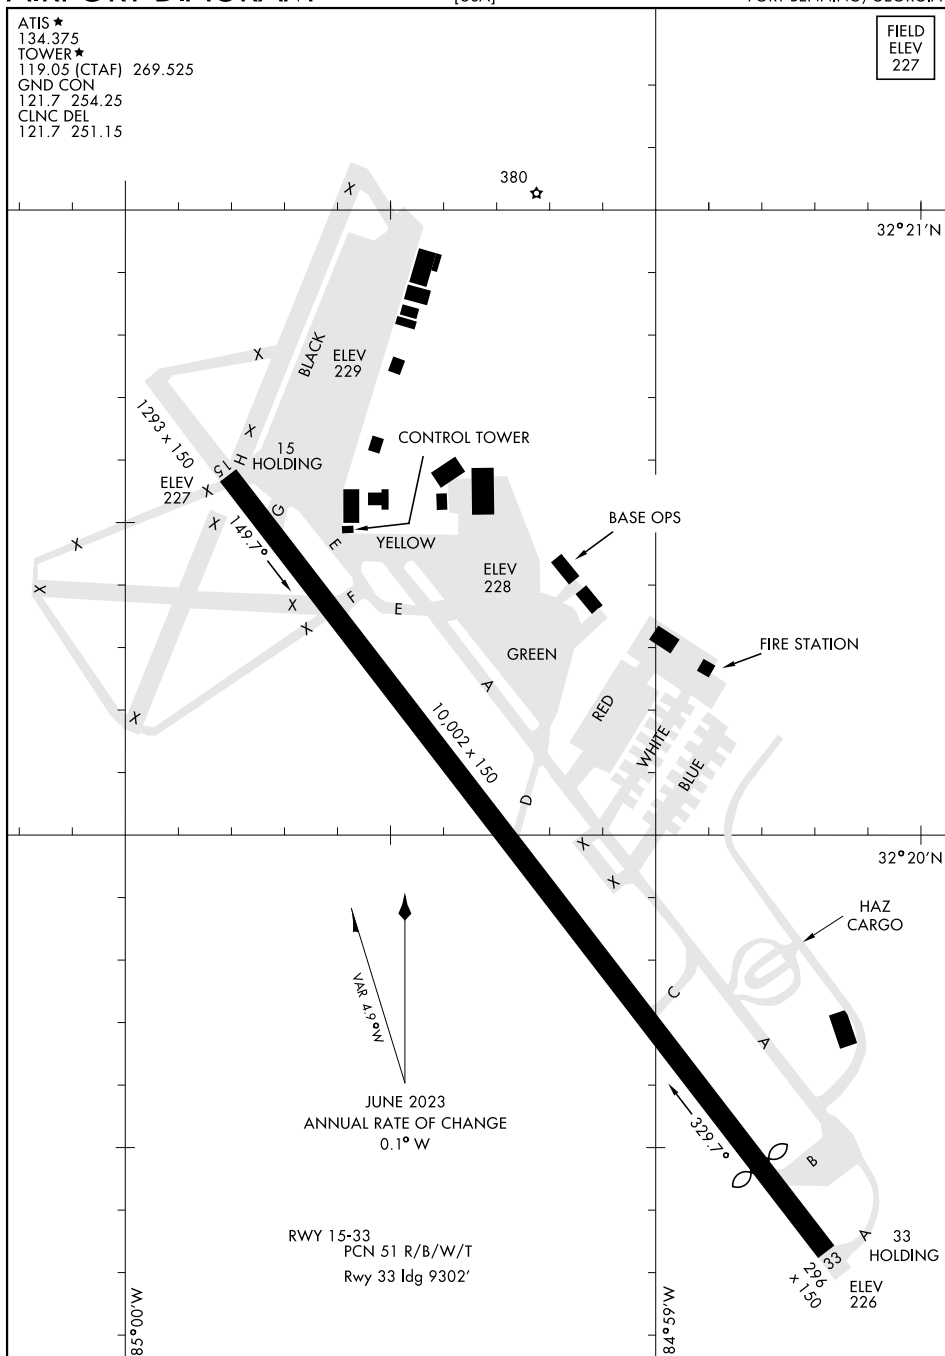 ATIS ★
134.375
TOWER ★
119.05 (CTAF) 269.525
GND CON
121.7 254.25
CLNC DEL
121.7 251.15
FIELD
ELEV
227
380
X
32°21'N
BLACK
ELEV
229
X
1293 x 150
X
15
HOLDING
H
15
CONTROL TOWER
ELEV
227
X
G
X
149.7°
E
YELLOW
BASE OPS
X
ELEV
228
X
X
F
E
X
GREEN
FIRE STATION
A
RED
X
10,002 x 150
WHITE
BLUE
D
X
32°20'N
X
HAZ
CARGO
VAR 4.9°W
C
A
JUNE 2023
ANNUAL RATE OF CHANGE
0.1° W
329.7°
B
RWY 15-33
PCN 51 R/B/W/T
Rwy 33 ldg 9302'
A
33
HOLDING
33
296
x 150
ELEV
226
85°00'W
84°59'W